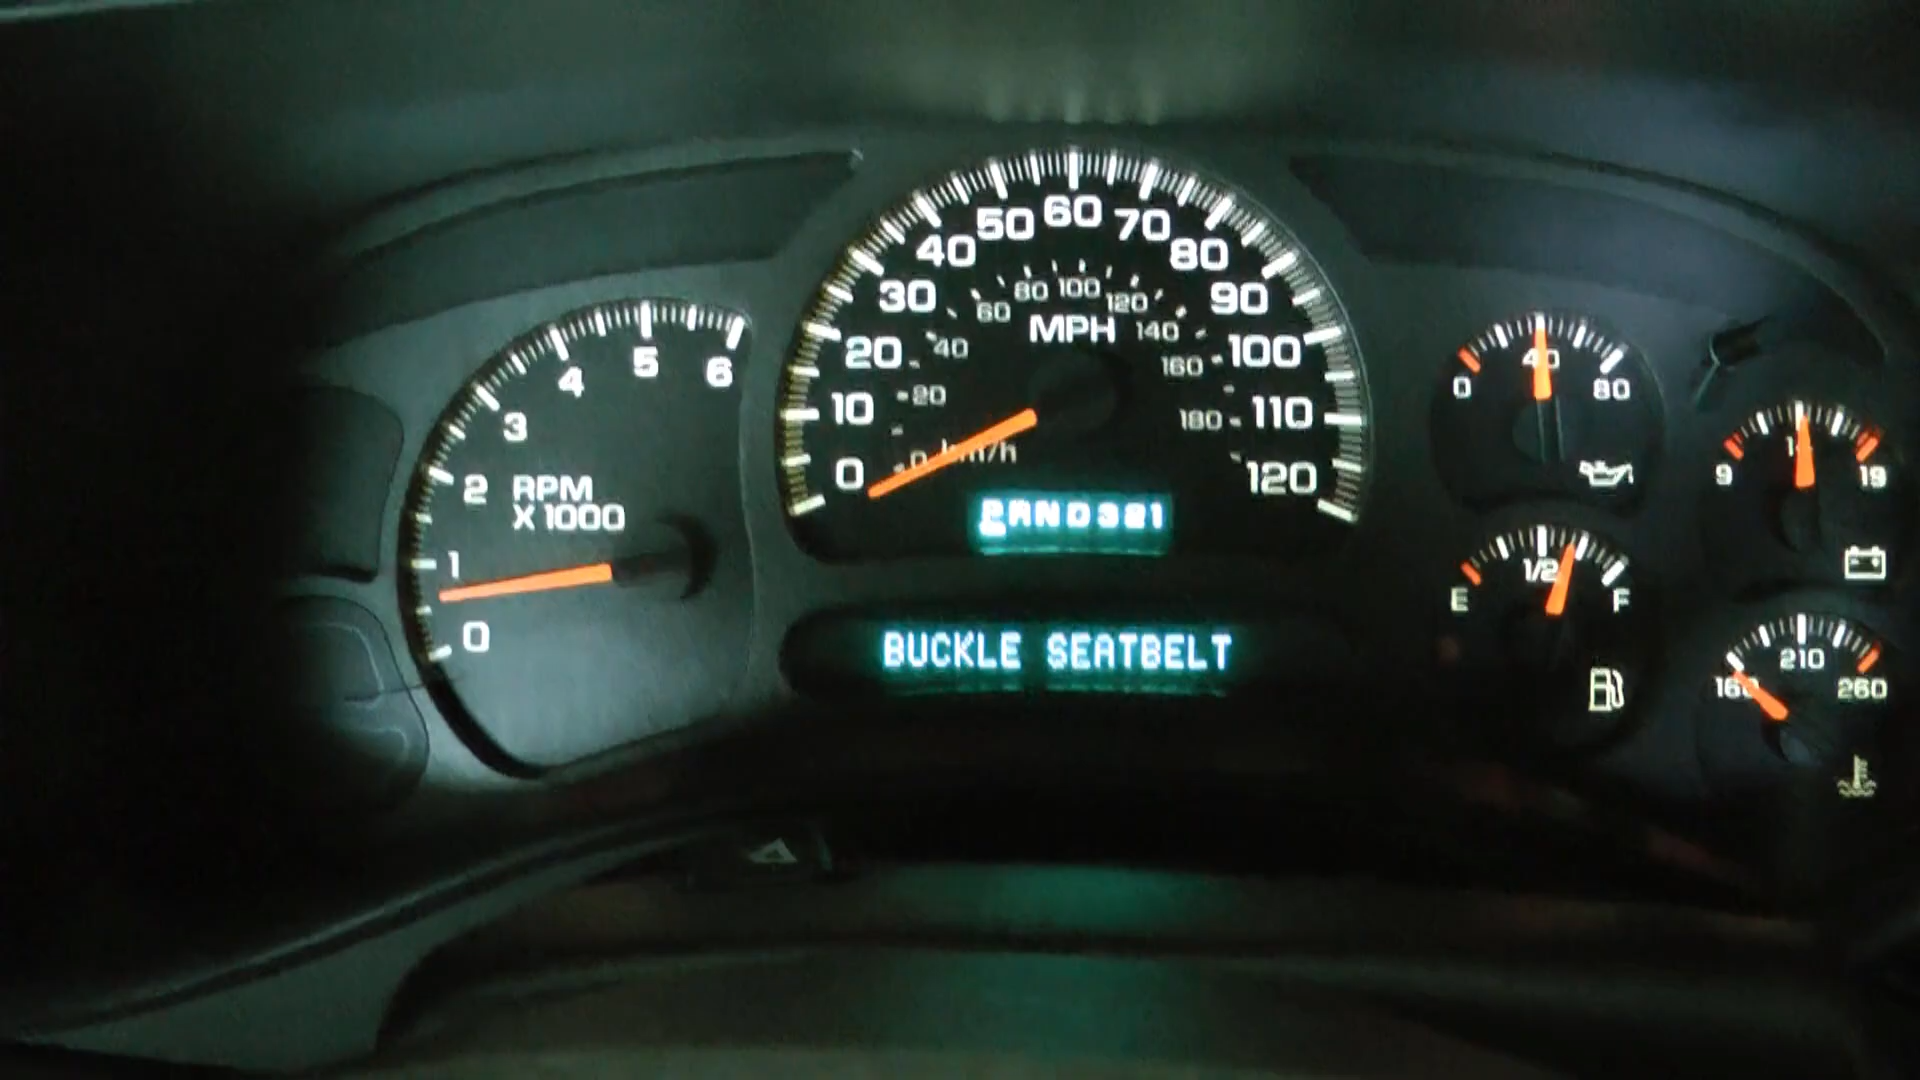 50 60 70
40 80
30 90
20 100
10 110
0 120
80 100 120
60 140
40 160
20 180
0 km/h
MPH
PRND321
BUCKLE SEATBELT
4 5 6
3
2
1
0
RPM
X 1000
0 40 80
9 19
E 1/2 F
210
160 260